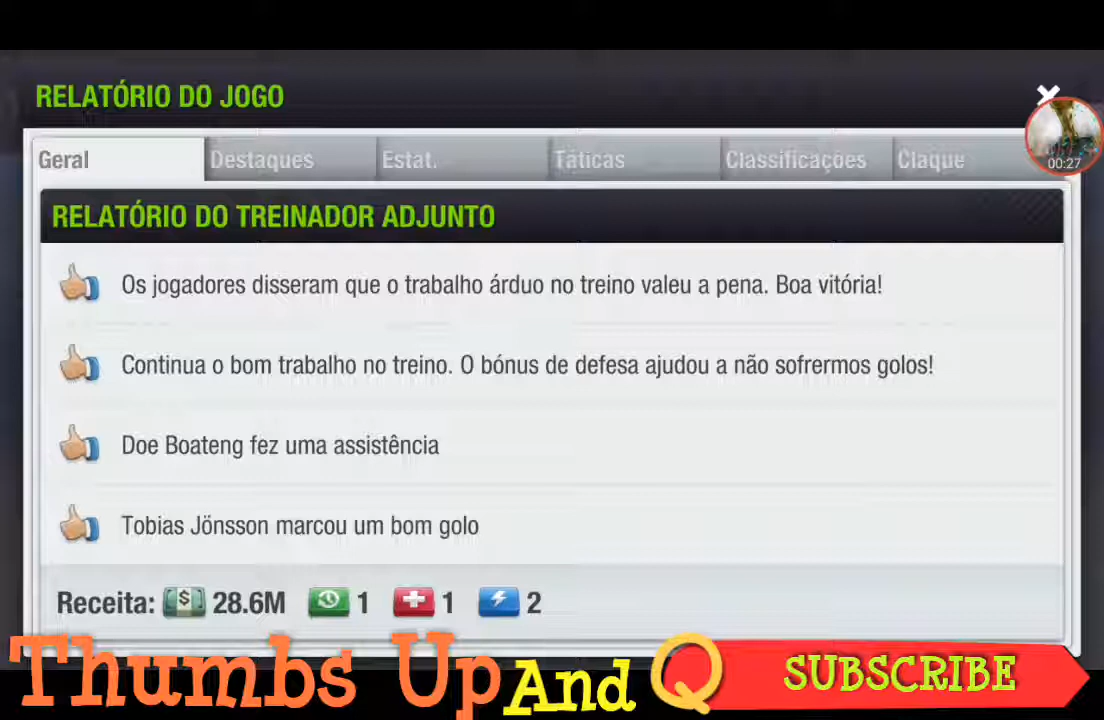 RELATÓRIO DO JOGO
00:27
Geral Destaques Estat. Táticas Classificações Claque
RELATÓRIO DO TREINADOR ADJUNTO
Os jogadores disseram que o trabalho árduo no treino valeu a pena. Boa vitória!
Continua o bom trabalho no treino. O bónus de defesa ajudou a não sofrermos golos!
Doe Boateng fez uma assistência
Tobias Jönsson marcou um bom golo
Receita: $ 28.6M 1 1 2
Thumbs Up And Q SUBSCRIBE